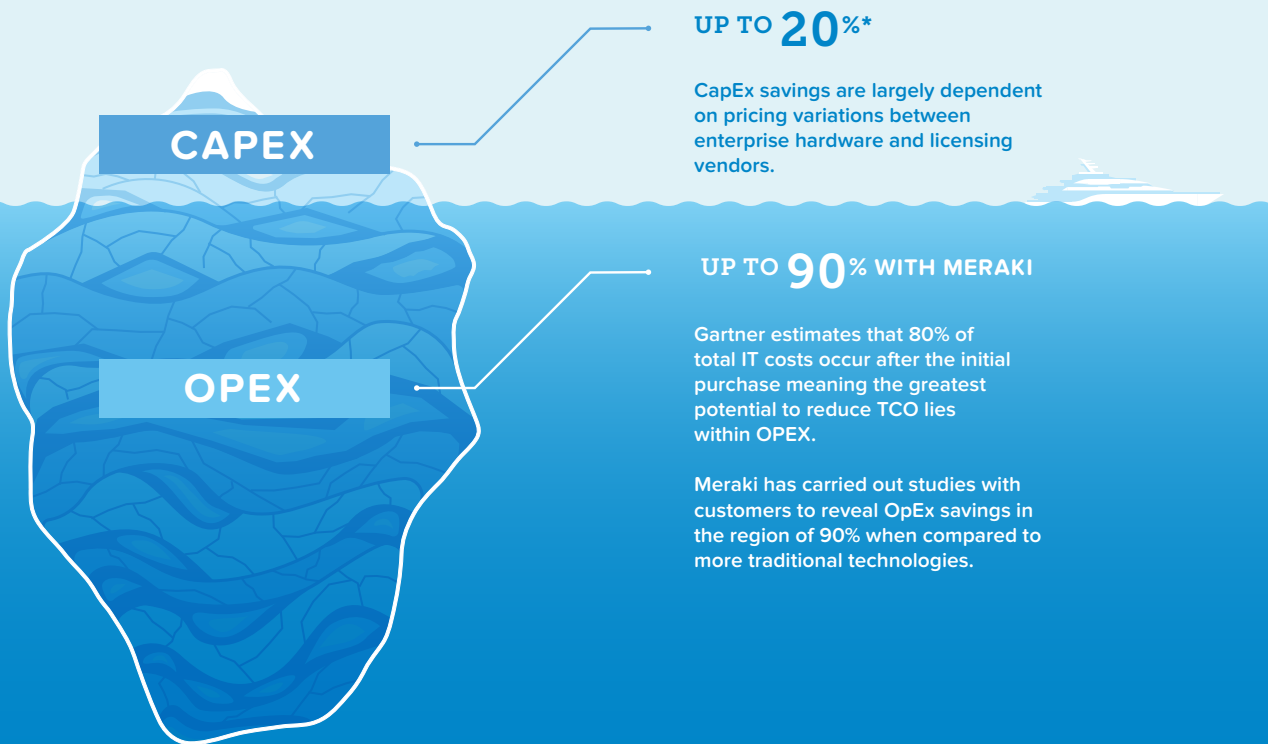 UP TO 20%*
CapEx savings are largely dependent
on pricing variations between
enterprise hardware and licensing
vendors.
CAPEX
UP TO 90% WITH MERAKI
Gartner estimates that 80% of
total IT costs occur after the initial
purchase meaning the greatest
potential to reduce TCO lies
within OPEX.
OPEX
Meraki has carried out studies with
customers to reveal OpEx savings in
the region of 90% when compared to
more traditional technologies.